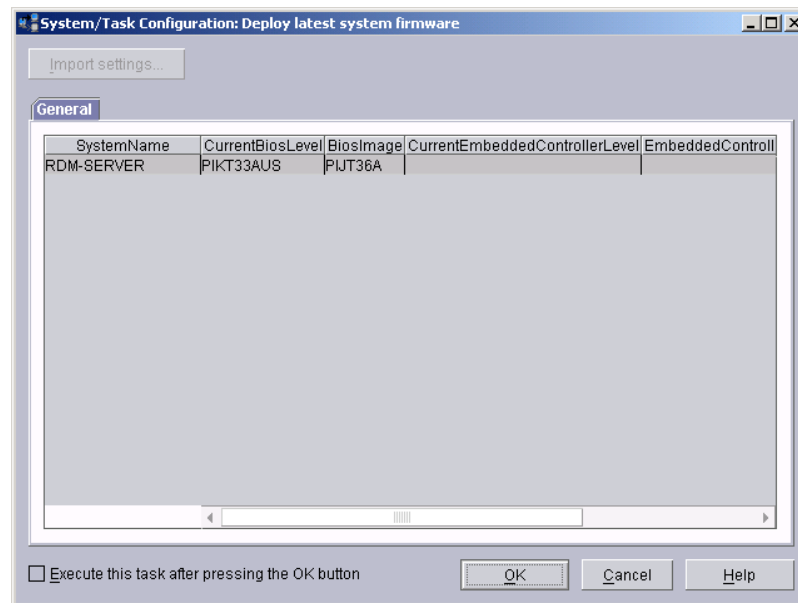 System/Task Configuration: Deploy latest system firmware
Import settings...
General
SystemName CurrentBiosLevel BiosImage CurrentEmbeddedControllerLevel EmbeddedControll
RDM-SERVER PIKT33AUS PIJT36A
Execute this task after pressing the OK button OK Cancel Help